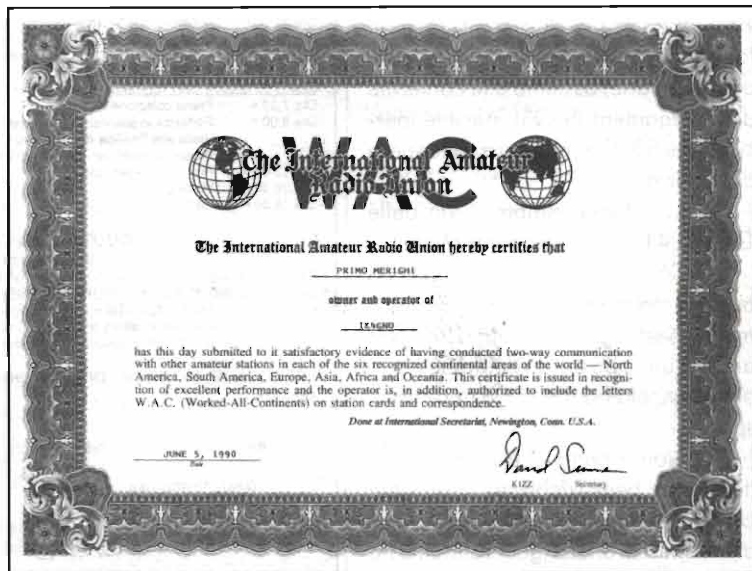 WAC
The International Amateur
Radio Union
The International Amateur Radio Union hereby certifies that
PRIMO MERIGHI
owner and operator of
has this day submitted to it satisfactory evidence of having conducted two-way communication
with other amateur stations in each of the six recognized continental areas of the world — North
America, South America, Europe, Asia, Africa and Oceania. This certificate is issued in recogni-
tion of excellent performance and the operator is, in addition, authorized to include the letters
W.A.C. (Worked-All-Continents) on station cards and correspondence.
Done at International Secretariat, Newington, Conn. U.S.A.
JUNE 5, 1990
Date
K1ZZ Secretary